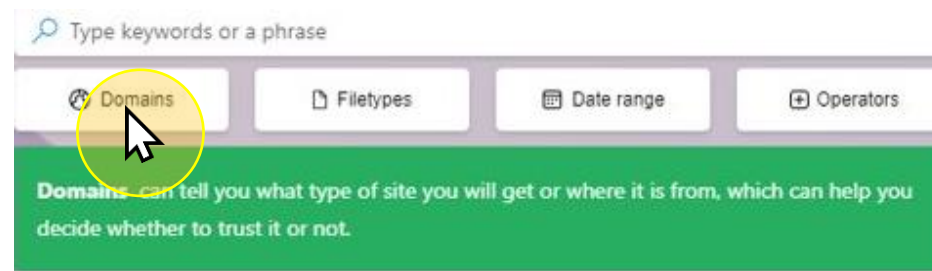 Type keywords or a phrase
Domains Filetypes Date range Operators
Domains can tell you what type of site you will get or where it is from, which can help you
decide whether to trust it or not.